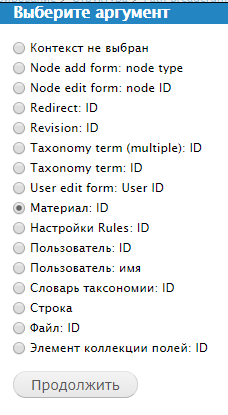 Выберите аргумент
Контекст не выбран
Node add form: node type
Node edit form: node ID
Redirect: ID
Revision: ID
Taxonomy term (multiple): ID
Taxonomy term: ID
User edit form: User ID
Материал: ID
Настройки Rules: ID
Пользователь: ID
Пользователь: имя
Словарь таксономии: ID
Строка
Файл: ID
Элемент коллекции полей: ID
Продолжить